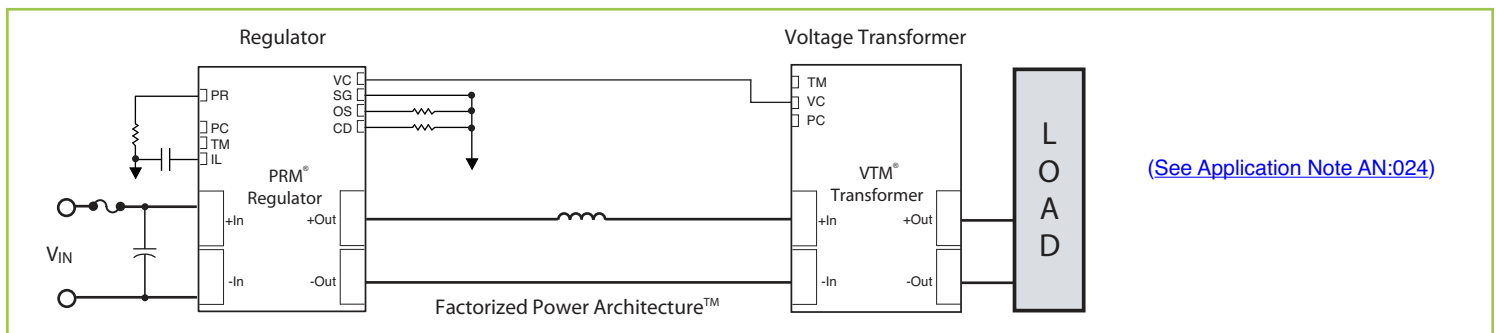 Regulator
Voltage Transformer
VC
SG
OS
CD
PR
PC
TM
IL
PRM®
Regulator
+In
-In
+Out
-Out
VIN
Factorized Power Architecture™
TM
VC
PC
VTM®
Transformer
+In
-In
+Out
-Out
L
O
A
D
(See Application Note AN:024)